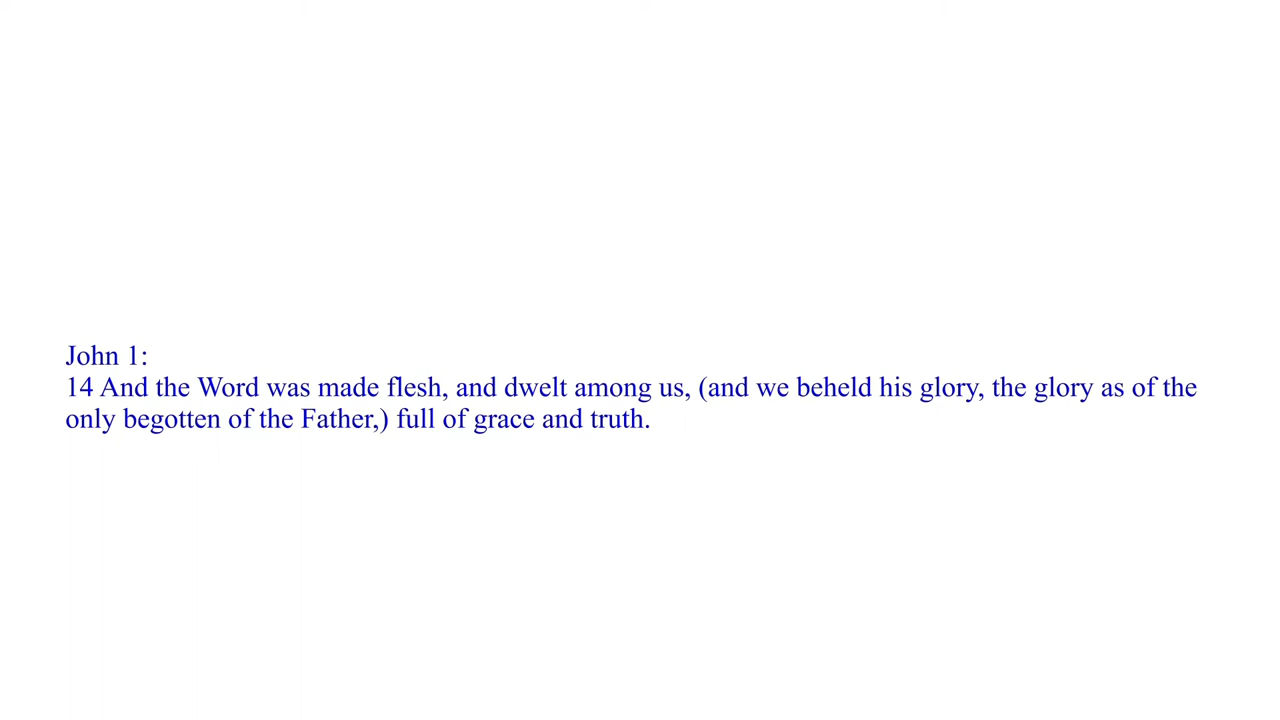 John 1:
14 And the Word was made flesh, and dwelt among us, (and we beheld his glory, the glory as of the
only begotten of the Father,) full of grace and truth.